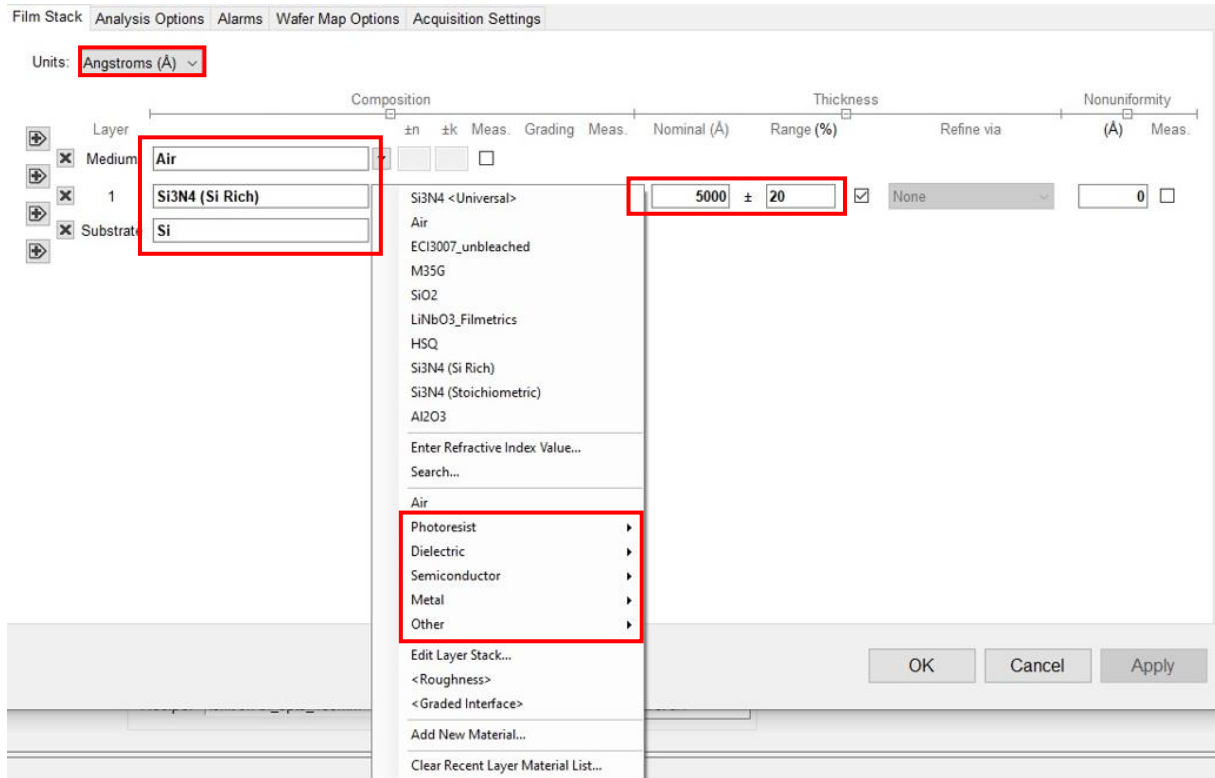 Film Stack Analysis Options Alarms Wafer Map Options Acquisition Settings
Units: Angstroms (Å)
Composition Thickness Nonuniformity
Layer ±n ±k Meas. Grading Meas. Nominal (Å) Range (%) Refine via (Å) Meas.
Medium Air
1 Si3N4 (Si Rich) 5000 ± 20 None 0
Substrate Si
Si3N4 <Universal>
Air
ECI3007_unbleached
M35G
SiO2
LiNbO3_Filmetrics
HSQ
Si3N4 (Si Rich)
Si3N4 (Stoichiometric)
Al2O3
Enter Refractive Index Value...
Search...
Air
Photoresist
Dielectric
Semiconductor
Metal
Other
Edit Layer Stack...
<Roughness>
<Graded Interface>
Add New Material...
Clear Recent Layer Material List...
OK Cancel Apply